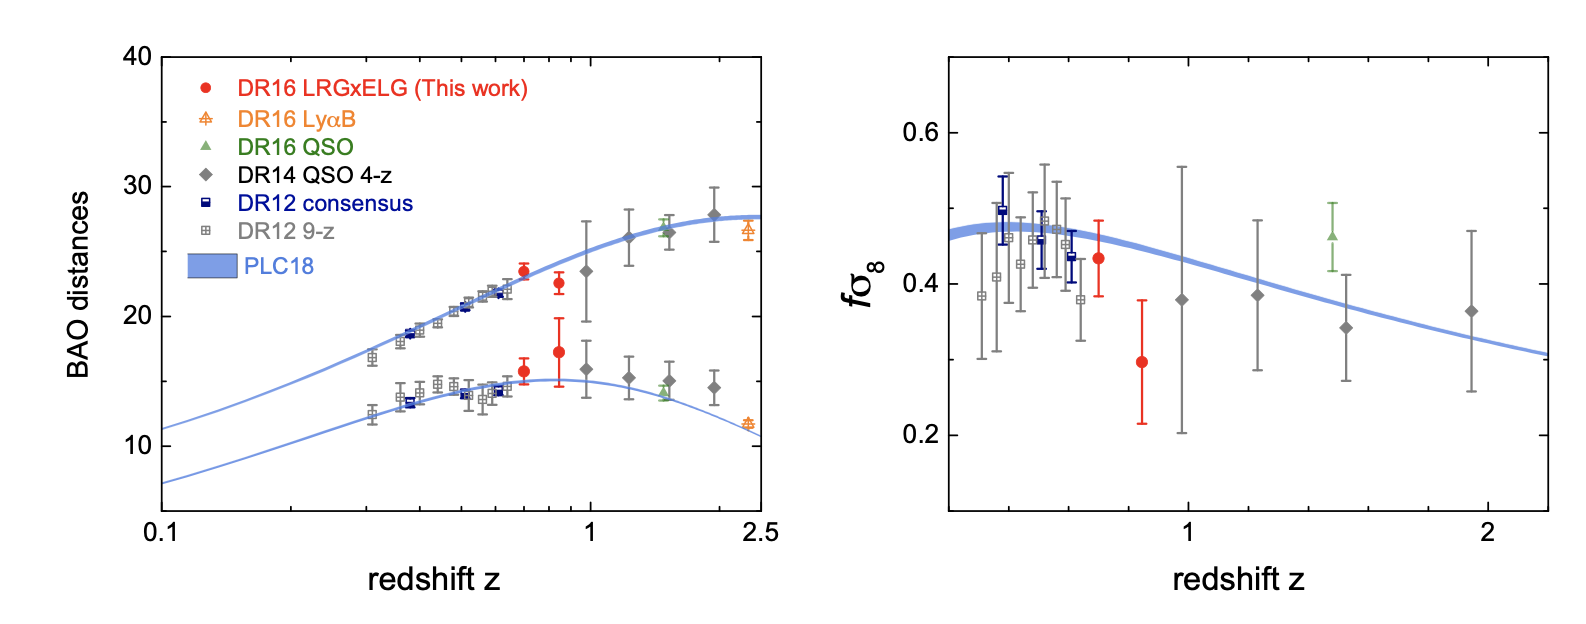 40
30
20
10
BAO distances
DR16 LRGxELG (This work)
DR16 LyαB
DR16 QSO
DR14 QSO 4-z
DR12 consensus
DR12 9-z
PLC18
0.1
1
2.5
redshift z
0.6
0.4
0.2
fσ8
1
2
redshift z